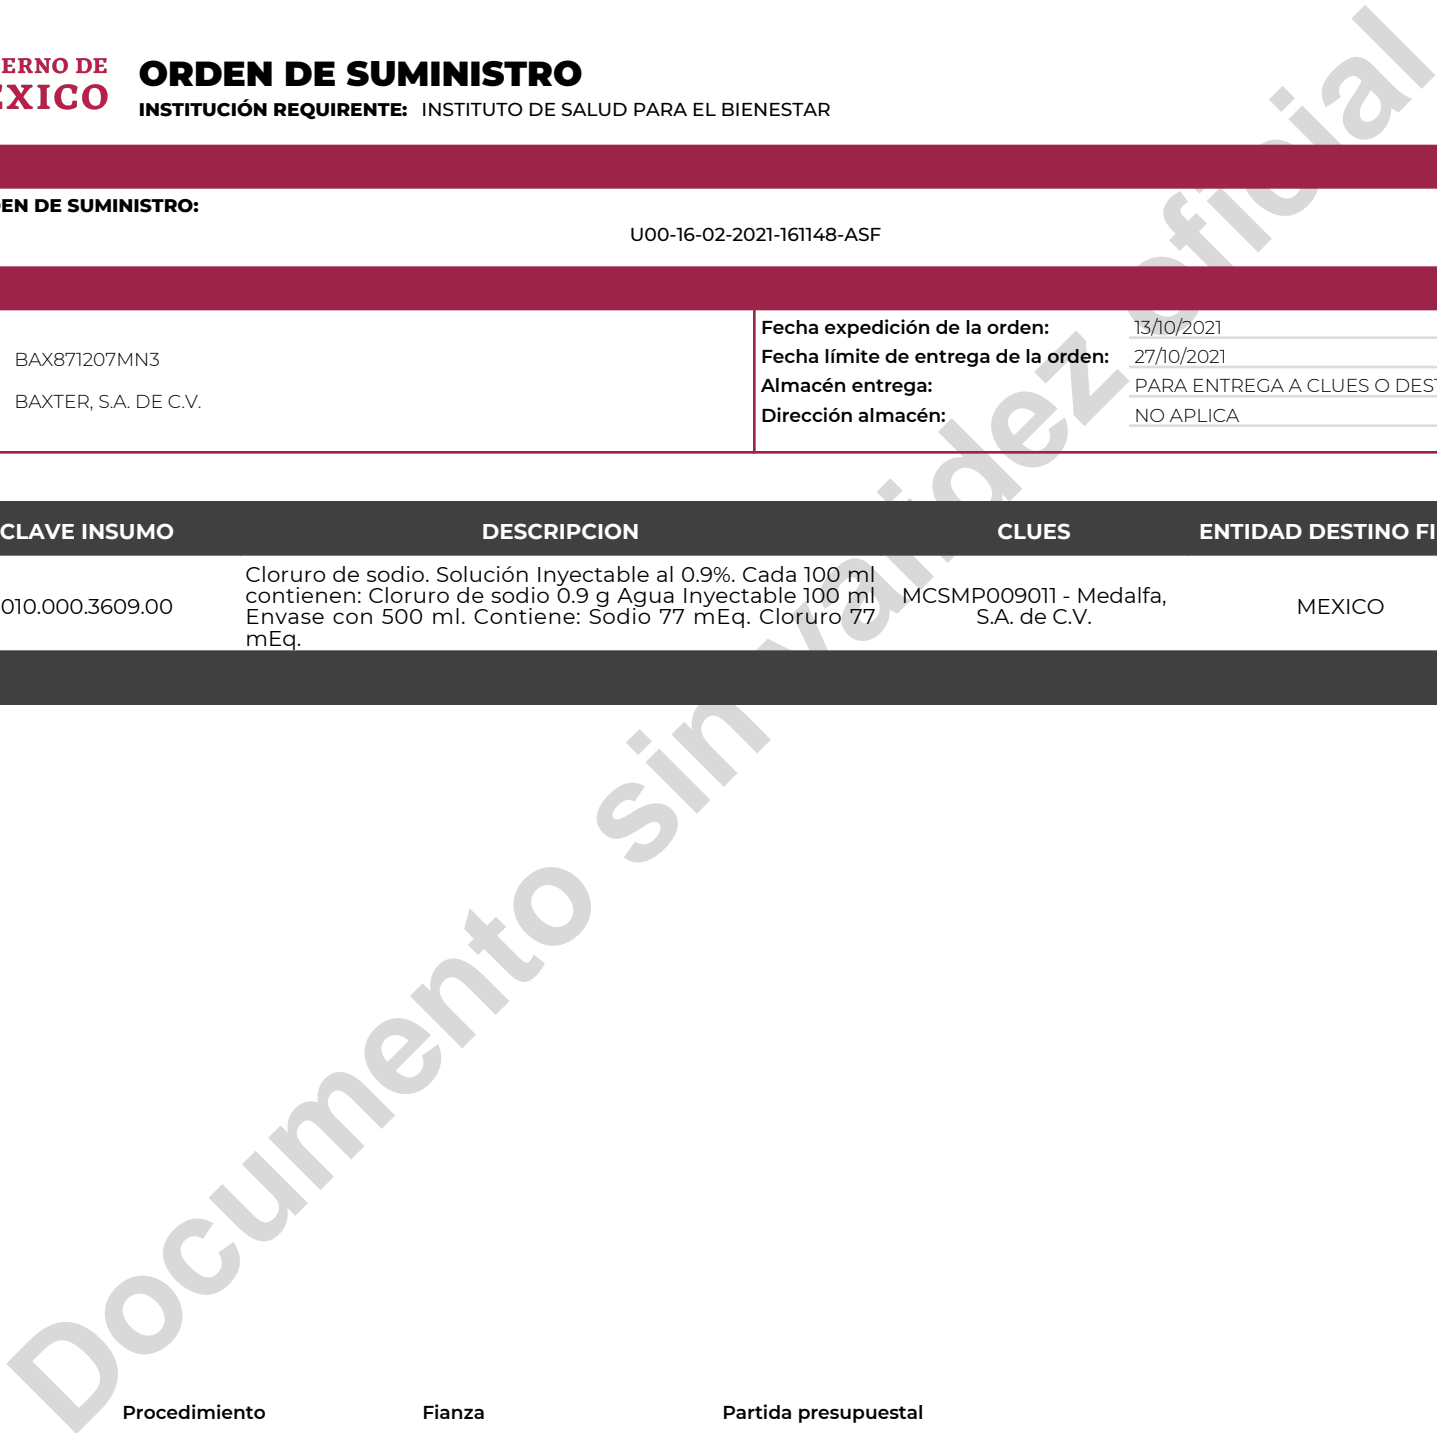 ERNO DE
EXICO
ORDEN DE SUMINISTRO
INSTITUCIÓN REQUIRENTE: INSTITUTO DE SALUD PARA EL BIENESTAR
EN DE SUMINISTRO:
U00-16-02-2021-161148-ASF
BAX871207MN3
BAXTER, S.A. DE C.V.
Fecha expedición de la orden: 13/10/2021
Fecha límite de entrega de la orden: 27/10/2021
Almacén entrega: PARA ENTREGA A CLUES O DEST
Dirección almacén: NO APLICA
CLAVE INSUMO DESCRIPCION CLUES ENTIDAD DESTINO FI
010.000.3609.00
Cloruro de sodio. Solución Inyectable al 0.9%. Cada 100 ml
contienen: Cloruro de sodio 0.9 g Agua Inyectable 100 ml
Envase con 500 ml. Contiene: Sodio 77 mEq. Cloruro 77
mEq.
MCSMP009011 - Medalfa,
S.A. de C.V.
MEXICO
Documento sin validez oficial
Procedimiento Fianza Partida presupuestal